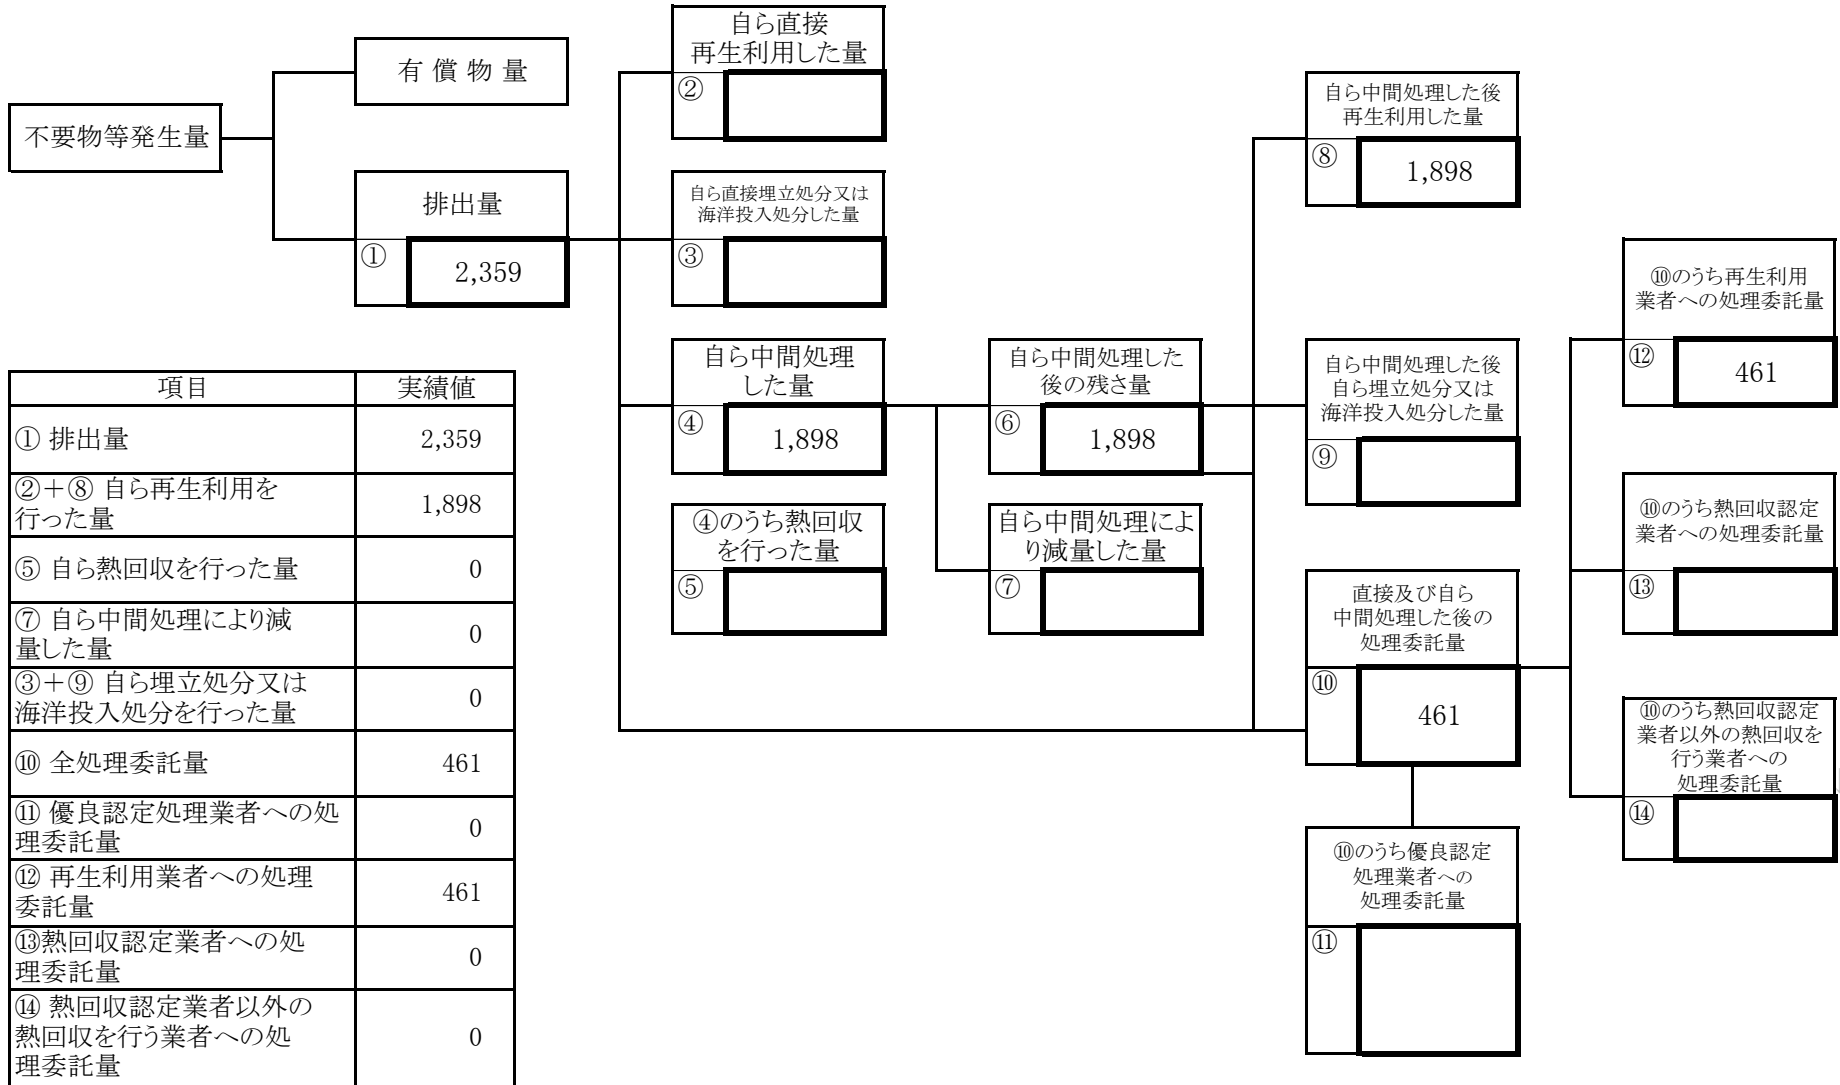 不要物等発生量
有償物量
排出量
①
2,359
自ら直接
再生利用した量
②
自ら直接埋立処分又は
海洋投入処分した量
③
自ら中間処理
した量
④
1,898
④のうち熱回収
を行った量
⑤
自ら中間処理した
後の残さ量
⑥
1,898
自ら中間処理によ
り減量した量
⑦
自ら中間処理した後
再生利用した量
⑧
1,898
自ら中間処理した後
自ら埋立処分又は
海洋投入処分した量
⑨
直接及び自ら
中間処理した後の
処理委託量
⑩
461
⑩のうち優良認定
処理業者への
処理委託量
⑪
⑩のうち再生利用
業者への処理委託量
⑫
461
⑩のうち熱回収認定
業者への処理委託量
⑬
⑩のうち熱回収認定
業者以外の熱回収を
行う業者への
処理委託量
⑭
項目 実績値
① 排出量 2,359
②＋⑧ 自ら再生利用を
行った量 1,898
⑤ 自ら熱回収を行った量 0
⑦ 自ら中間処理により減
量した量 0
③＋⑨ 自ら埋立処分又は
海洋投入処分を行った量 0
⑩ 全処理委託量 461
⑪ 優良認定処理業者への処
理委託量 0
⑫ 再生利用業者への処理
委託量 461
⑬熱回収認定業者への処
理委託量 0
⑭ 熱回収認定業者以外の
熱回収を行う業者への処
理委託量 0